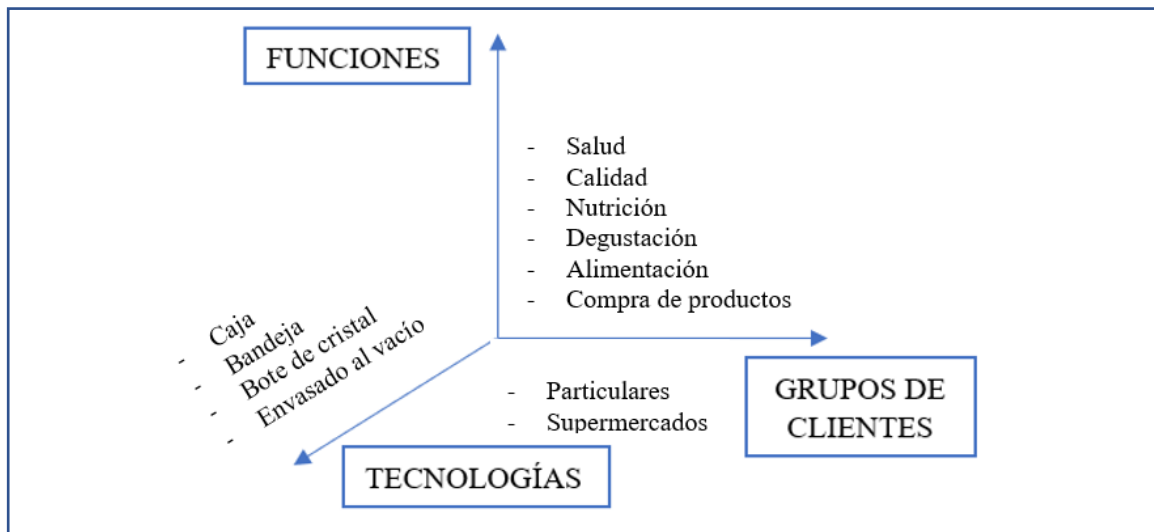 FUNCIONES
- Salud
- Calidad
- Nutrición
- Degustación
- Alimentación
- Compra de productos
- Caja
- Bandeja
- Bote de cristal
- Envasado al vacío
- Particulares
- Supermercados
GRUPOS DE
CLIENTES
TECNOLOGÍAS